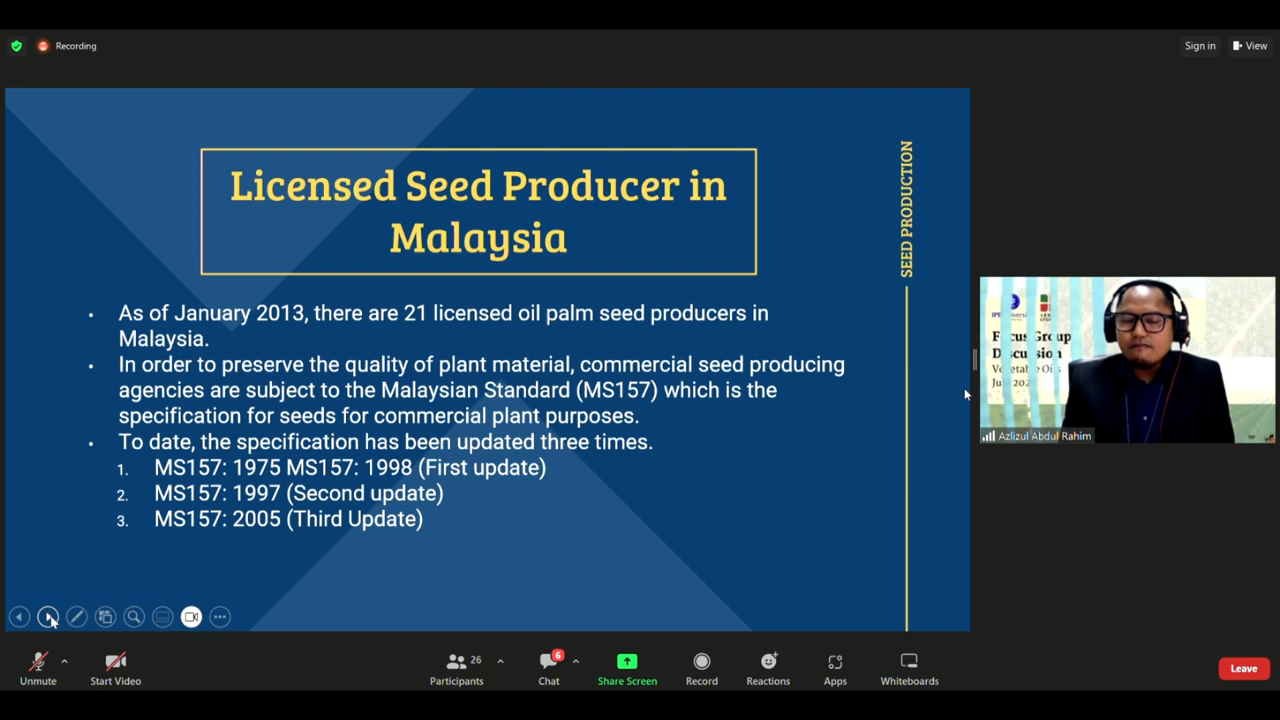 Recording
Sign in
View
Licensed Seed Producer in
Malaysia
SEED PRODUCTION
• As of January 2013, there are 21 licensed oil palm seed producers in
Malaysia.
• In order to preserve the quality of plant material, commercial seed producing
agencies are subject to the Malaysian Standard (MS157) which is the
specification for seeds for commercial plant purposes.
• To date, the specification has been updated three times.
1. MS157: 1975 MS157: 1998 (First update)
2. MS157: 1997 (Second update)
3. MS157: 2005 (Third Update)
Focus Group
Discussion
Vegetable Oils
Azlizul Abdul Rahim
Unmute
Start Video
26
Participants
6
Chat
Share Screen
Record
Reactions
Apps
Whiteboards
Leave